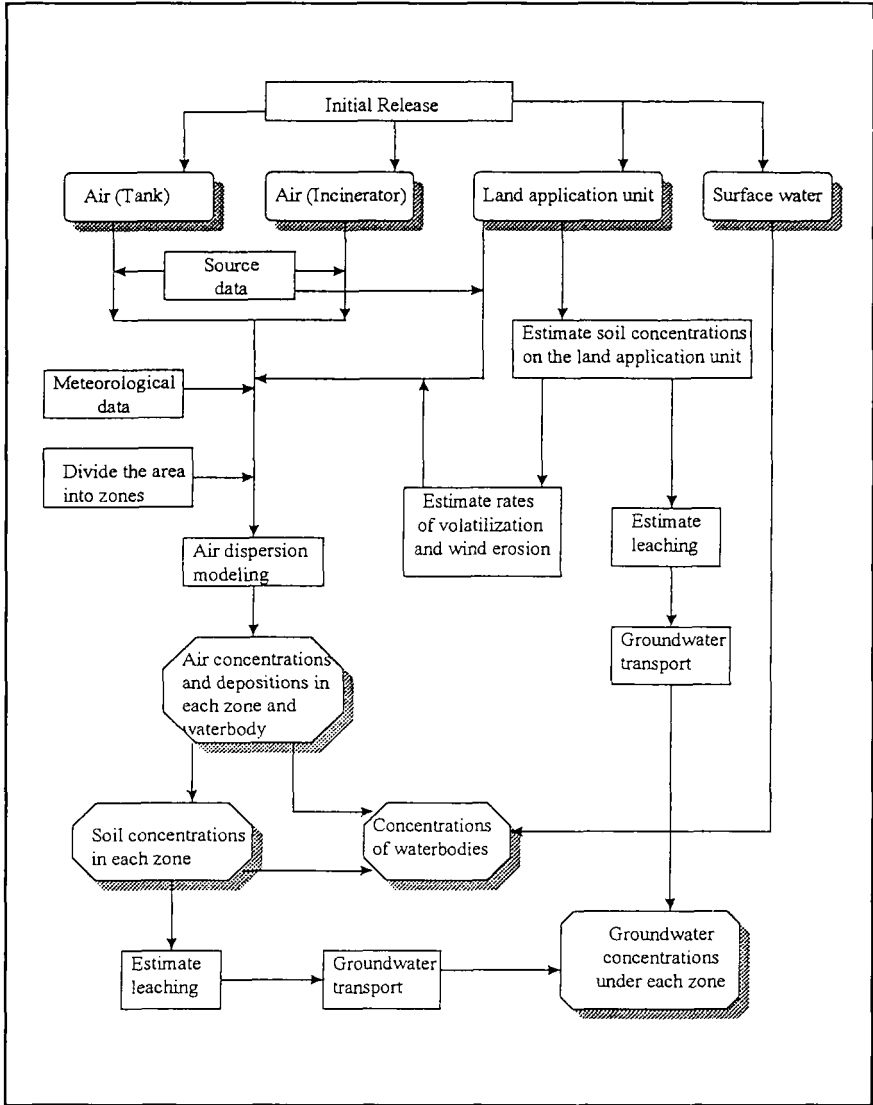 Initial Release
Air (Tank)
Air (Incinerator)
Land application unit
Surface water
Source
data
Estimate soil concentrations
on the land application unit
Meteorological
data
Divide the area
into zones
Estimate rates
of volatilization
and wind erosion
Estimate
leaching
Air dispersion
modeling
Groundwater
transport
Air concentrations
and depositions in
each zone and
waterbody
Soil concentrations
in each zone
Concentrations
of waterbodies
Groundwater
concentrations
under each zone
Estimate
leaching
Groundwater
transport